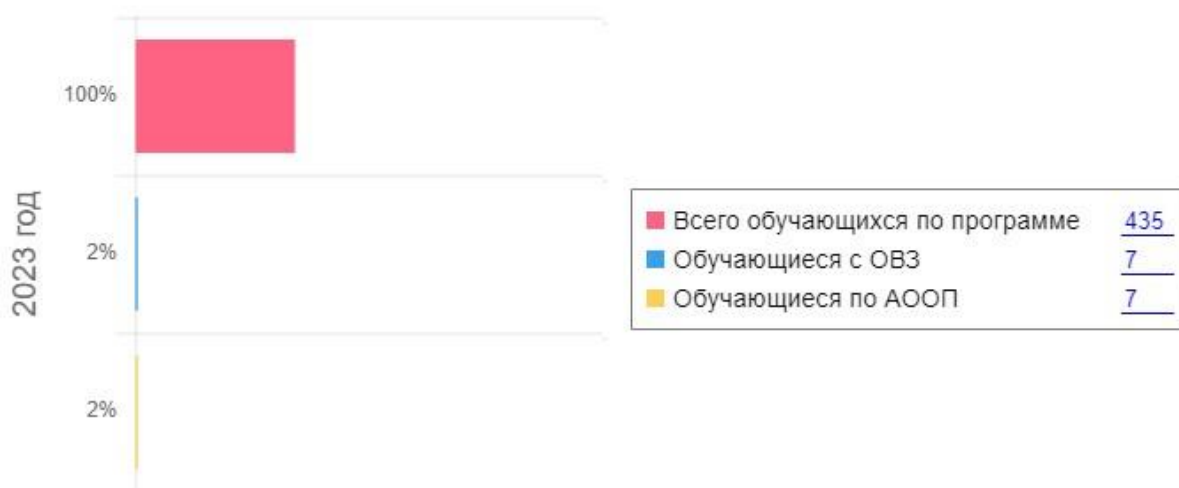 2023 год
100%
2%
2%
Всего обучающихся по программе 435
Обучающиеся с ОВЗ 7
Обучающиеся по АООП 7